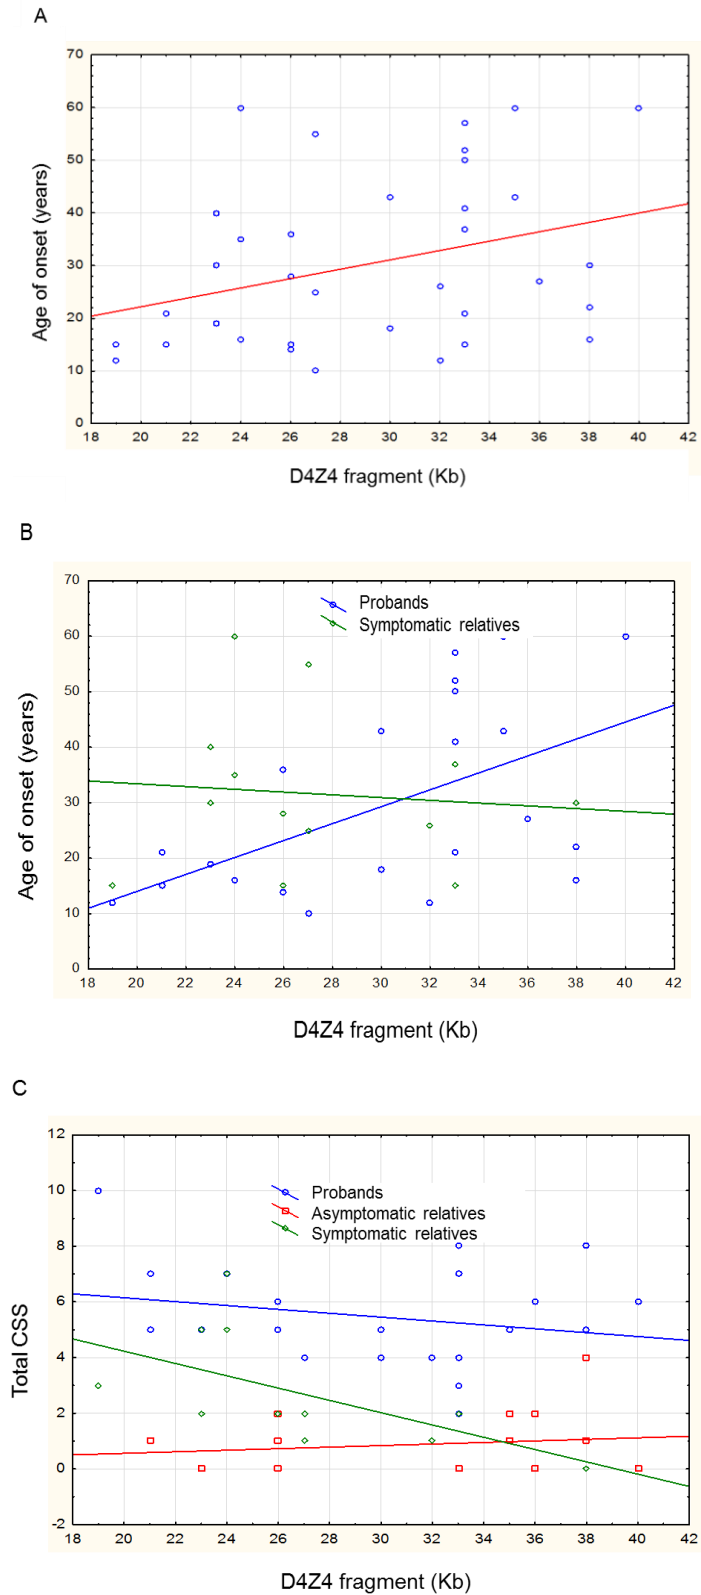 A
70
60
50
40
30
20
10
0
Age of onset (years)
18 20 22 24 26 28 30 32 34 36 38 40 42
D4Z4 fragment (Kb)
B
70
60
50
40
30
20
10
0
Age of onset (years)
Probands
Symptomatic relatives
18 20 22 24 26 28 30 32 34 36 38 40 42
D4Z4 fragment (Kb)
C
12
10
8
6
4
2
0
-2
Total CSS
Probands
Asymptomatic relatives
Symptomatic relatives
18 20 22 24 26 28 30 32 34 36 38 40 42
D4Z4 fragment (Kb)